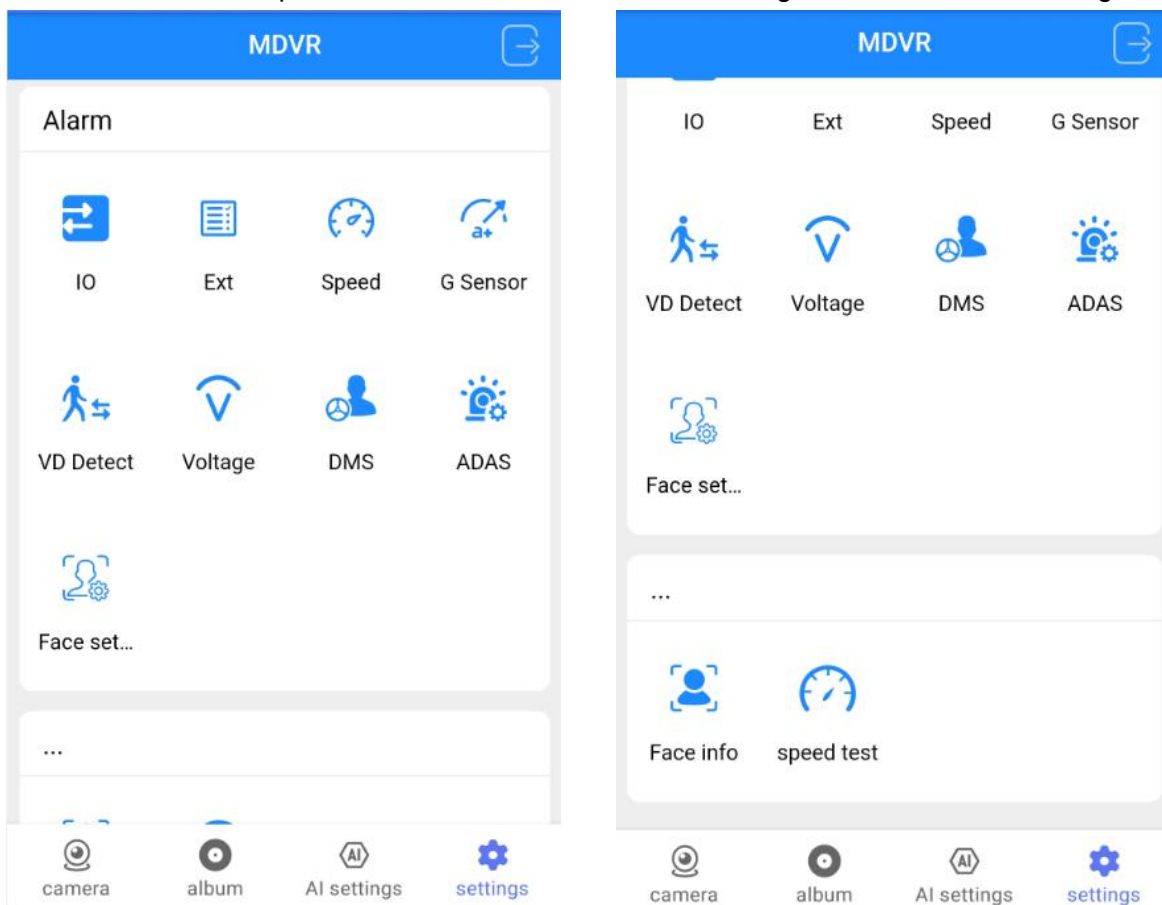 MDVR
Alarm
IO Ext Speed G Sensor
VD Detect Voltage DMS ADAS
Face set...
...
camera album AI settings settings
MDVR
IO Ext Speed G Sensor
VD Detect Voltage DMS ADAS
Face set...
...
Face info speed test
camera album AI settings settings